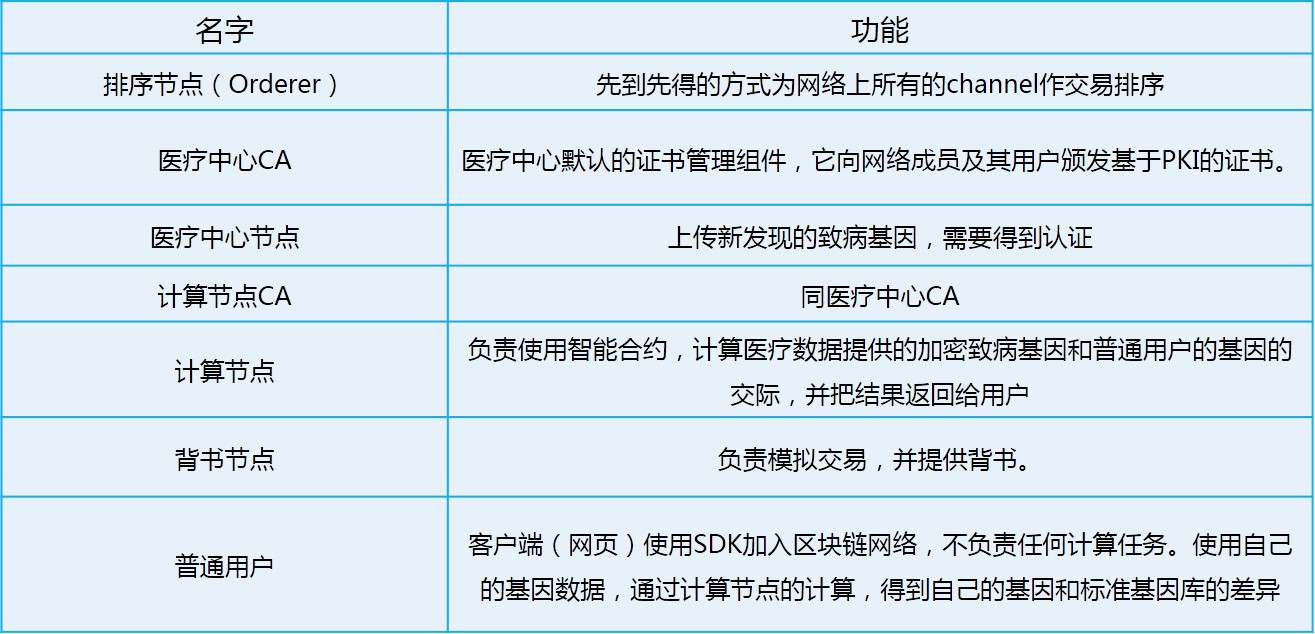 名字
功能
排序节点（Orderer）
先到先得的方式为网络上所有的channel作交易排序
医疗中心CA
医疗中心默认的证书管理组件，它向网络成员及其用户颁发基于PKI的证书。
医疗中心节点
上传新发现的致病基因，需要得到认证
计算节点CA
同医疗中心CA
计算节点
负责使用智能合约，计算医疗数据提供的加密致病基因和普通用户的基因的
交际，并把结果返回给用户
背书节点
负责模拟交易，并提供背书。
普通用户
客户端（网页）使用SDK加入区块链网络，不负责任何计算任务。使用自己
的基因数据，通过计算节点的计算，得到自己的基因和标准基因库的差异